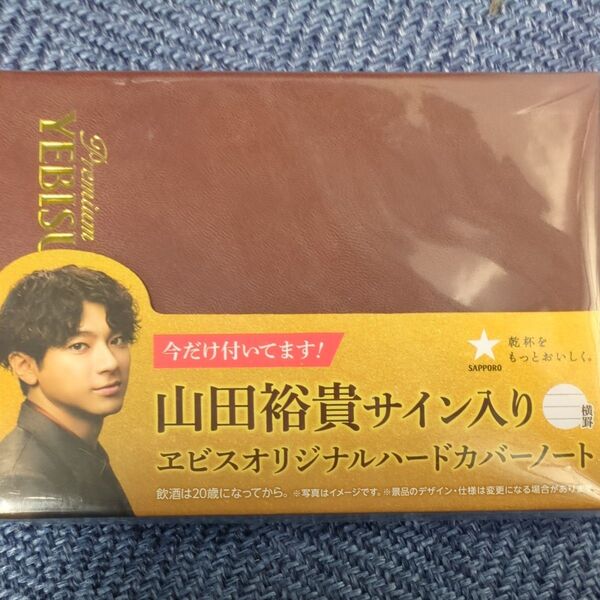 Premium
YEBISU
今だけ付いてます!
SAPPORO
乾杯を
もっとおいしく。
山田裕貴サイン入り
横罫
ヱビスオリジナルハードカバーノート
飲酒は20歳になってから。※写真はイメージです。※景品のデザイン・仕様は変更になる場合があります